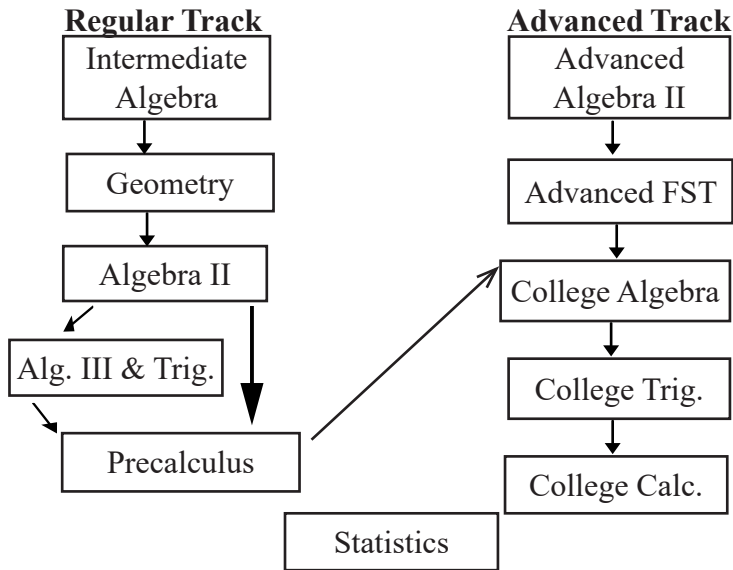 Regular Track
Intermediate
Algebra
Geometry
Algebra II
Alg. III & Trig.
Precalculus
Advanced Track
Advanced
Algebra II
Advanced FST
College Algebra
College Trig.
College Calc.
Statistics